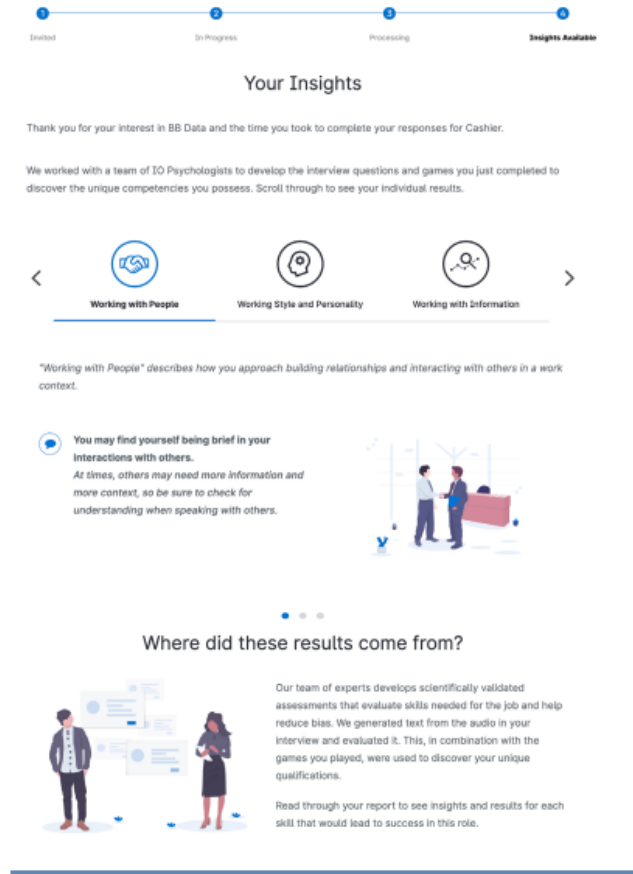 1 2 3 4
Invited In Progress Processing Insights Available
Your Insights
Thank you for your interest in BB Data and the time you took to complete your responses for Cashier.
We worked with a team of IO Psychologists to develop the interview questions and games you just completed to
discover the unique competencies you possess. Scroll through to see your individual results.
Working with People Working Style and Personality Working with Information
"Working with People" describes how you approach building relationships and interacting with others in a work
context.
You may find yourself being brief in your
interactions with others.
At times, others may need more information and
more context, so be sure to check for
understanding when speaking with others.
Where did these results come from?
Our team of experts develops scientifically validated
assessments that evaluate skills needed for the job and help
reduce bias. We generated text from the audio in your
interview and evaluated it. This, in combination with the
games you played, were used to discover your unique
qualifications.
Read through your report to see insights and results for each
skill that would lead to success in this role.